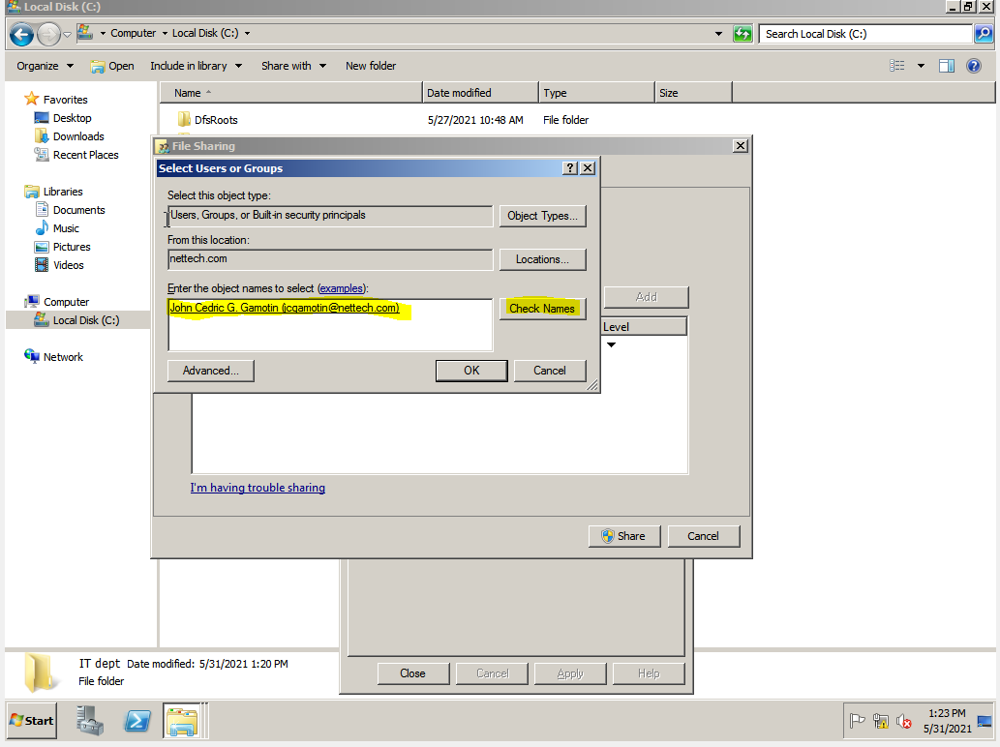 Local Disk (C:)
Computer Local Disk (C:)
Search Local Disk (C:)
Organize Open Include in library Share with New folder
Name Date modified Type Size
Favorites
Desktop
Downloads
Recent Places
Libraries
Documents
Music
Pictures
Videos
Computer
Local Disk (C:)
Network
DfsRoots 5/27/2021 10:48 AM File folder
File Sharing
Select Users or Groups
Select this object type:
Users, Groups, or Built-in security principals
Object Types...
From this location:
nettech.com
Locations...
Enter the object names to select (examples):
John Cedric G. Gamotin (jcgamotin@nettech.com)
Check Names
Advanced... OK Cancel
Add
Level
I'm having trouble sharing
Share Cancel
Close Cancel Apply Help
IT dept Date modified: 5/31/2021 1:20 PM
File folder
Start
1:23 PM
5/31/2021